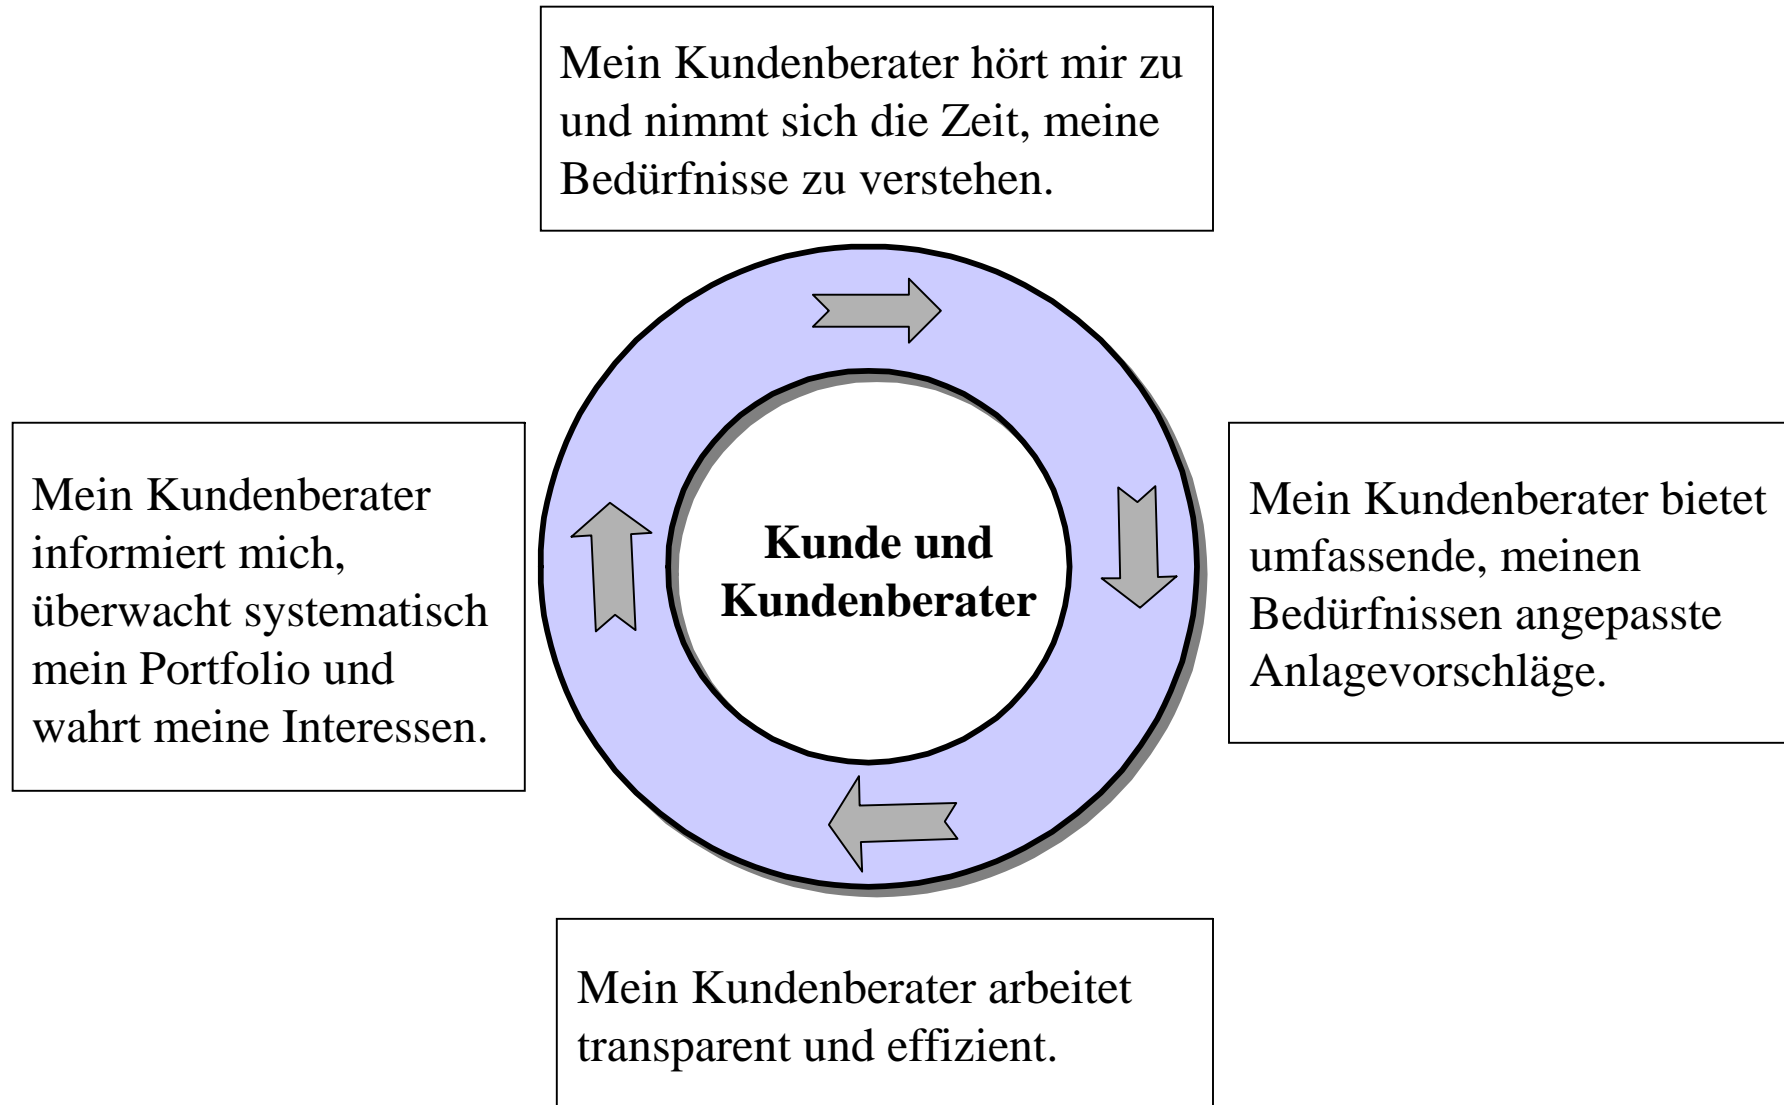 Mein Kundenberater hört mir zu
und nimmt sich die Zeit, meine
Bedürfnisse zu verstehen.
Mein Kundenberater
informiert mich,
überwacht systematisch
mein Portfolio und
wahrt meine Interessen.
Kunde und
Kundenberater
Mein Kundenberater bietet
umfassende, meinen
Bedürfnissen angepasste
Anlagevorschläge.
Mein Kundenberater arbeitet
transparent und effizient.